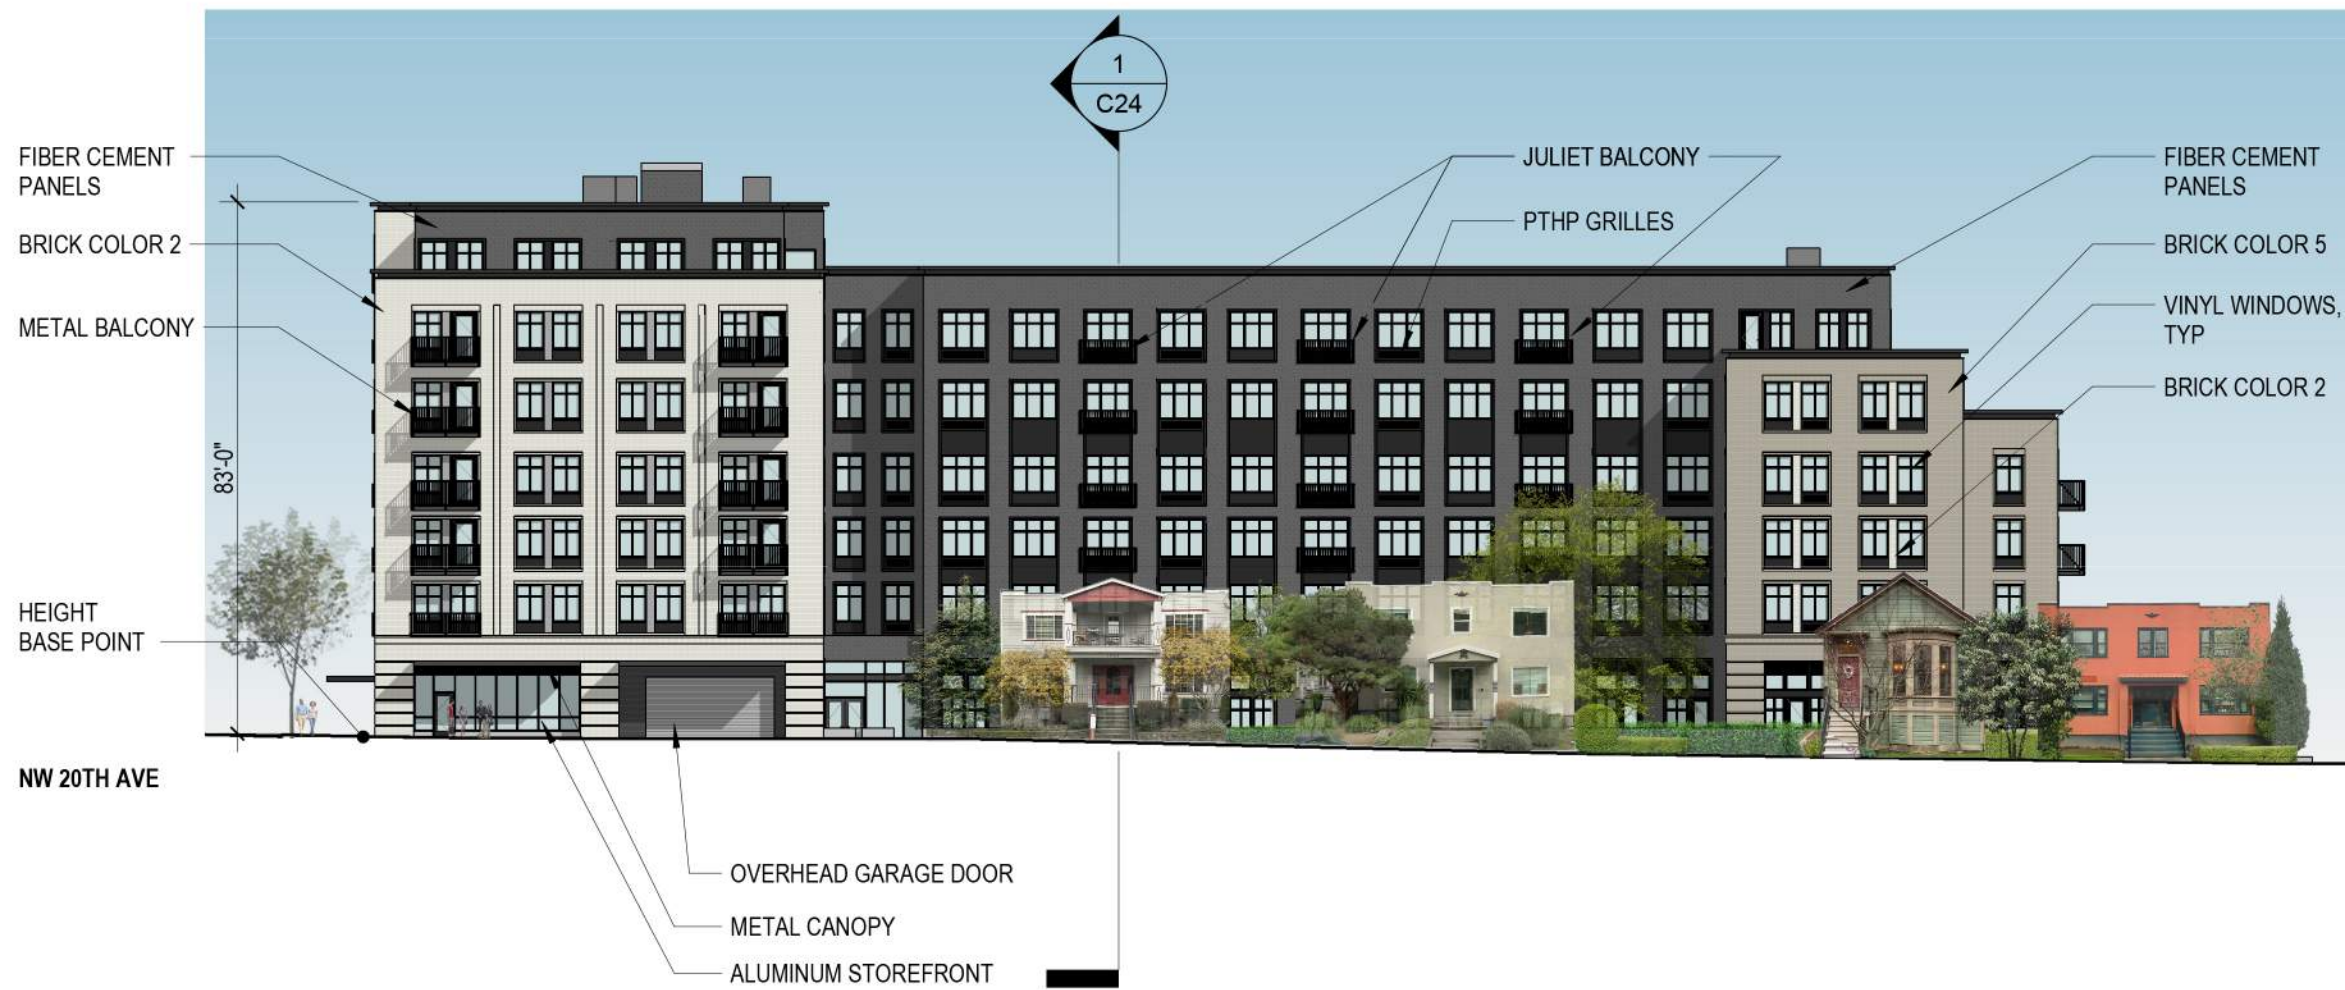 1
C24
FIBER CEMENT
PANELS
BRICK COLOR 2
METAL BALCONY
83'-0"
HEIGHT
BASE POINT
NW 20TH AVE
JULIET BALCONY
PTHP GRILLES
FIBER CEMENT
PANELS
BRICK COLOR 5
VINYL WINDOWS,
TYP
BRICK COLOR 2
OVERHEAD GARAGE DOOR
METAL CANOPY
ALUMINUM STOREFRONT